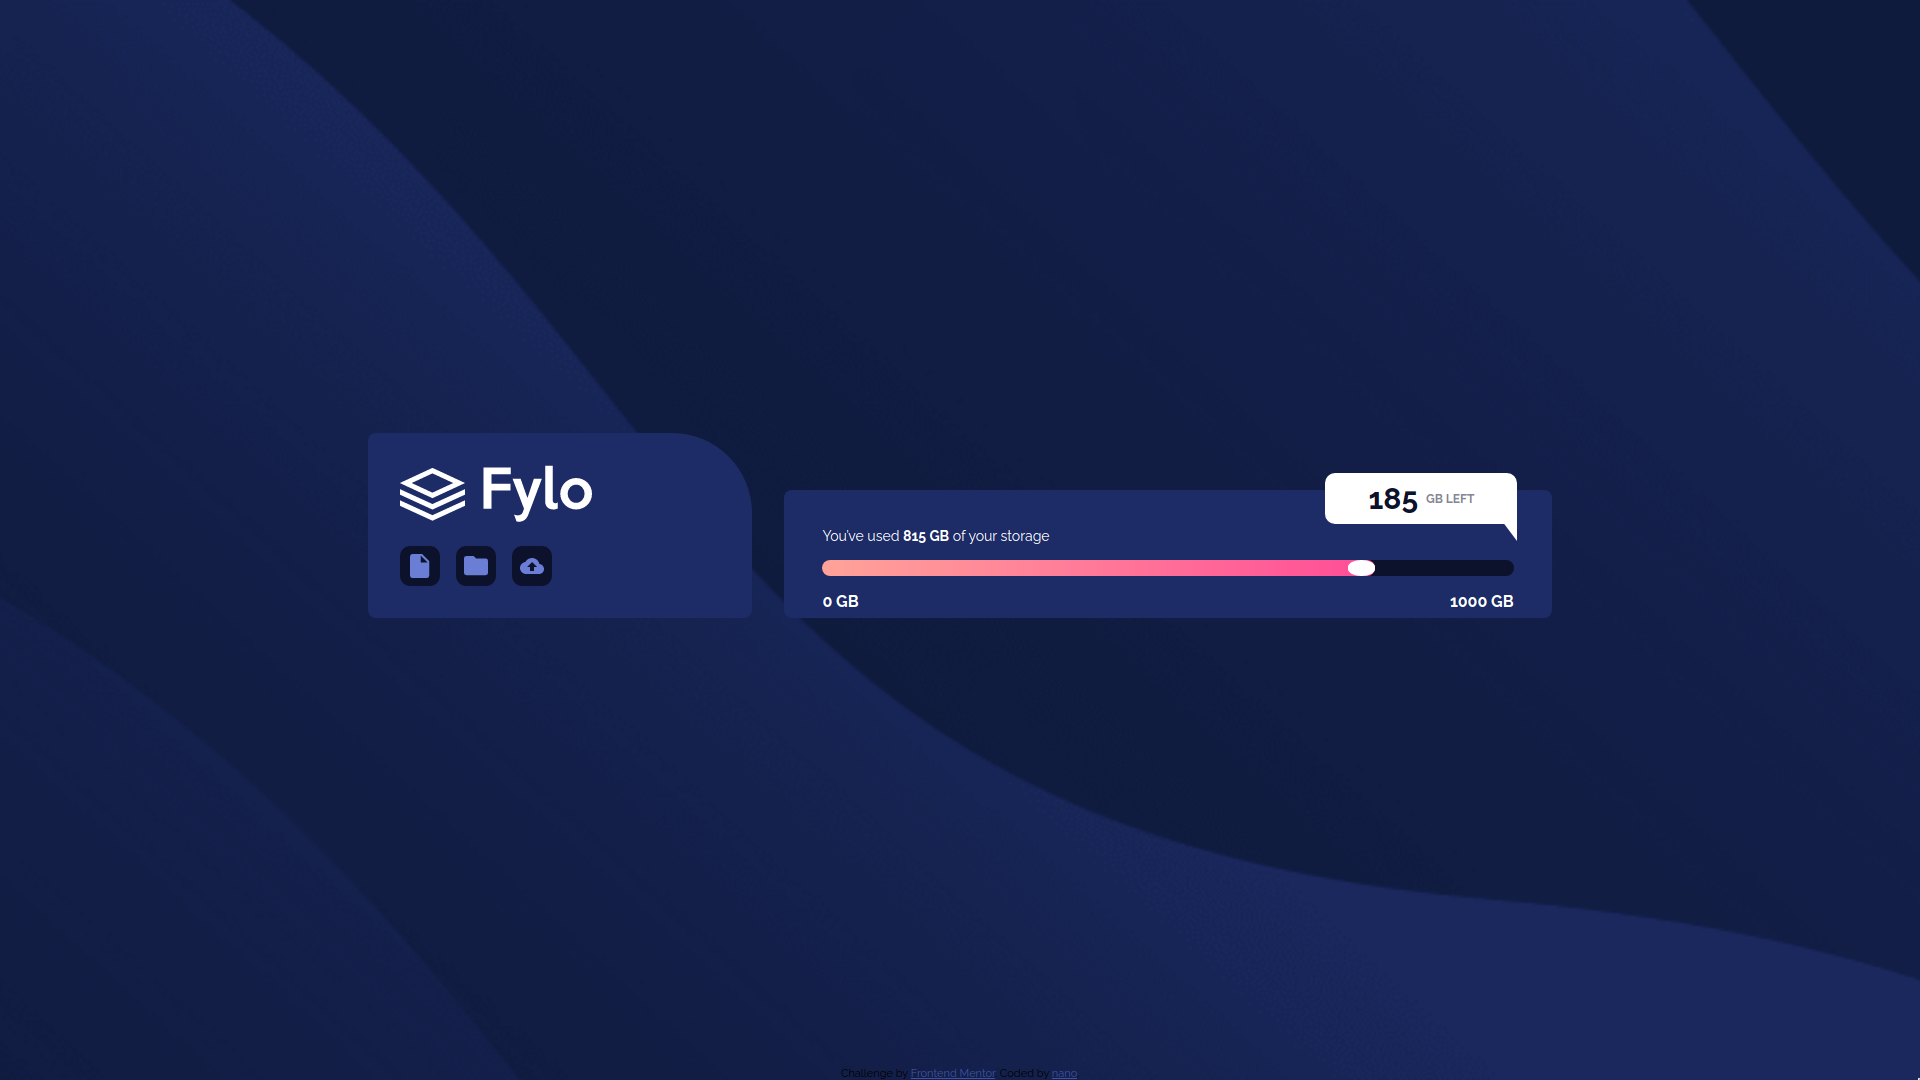 Fylo
185 GB LEFT
You've used 815 GB of your storage
0 GB
1000 GB
Challenge by Frontend Mentor Coded by nano